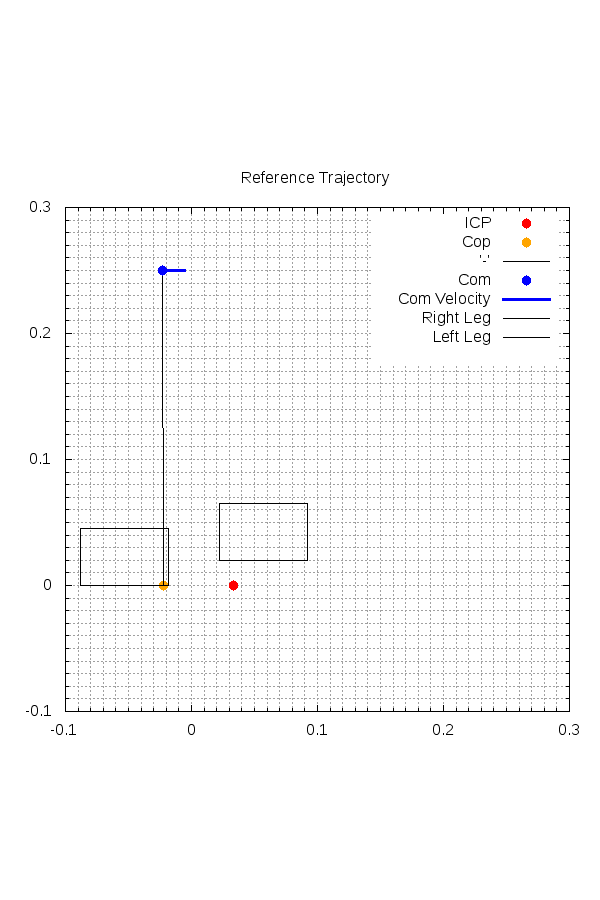 Reference Trajectory
0.3
ICP
Cop
'-'
Com
Com Velocity
0.2
Right Leg
Left Leg
0.1
0
-0.1
-0.1 0 0.1 0.2 0.3